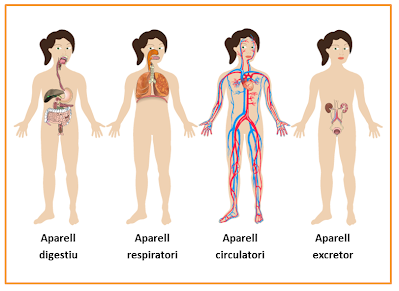 Aparell
digestiu
Aparell
respiratori
Aparell
circulatori
Aparell
excretor